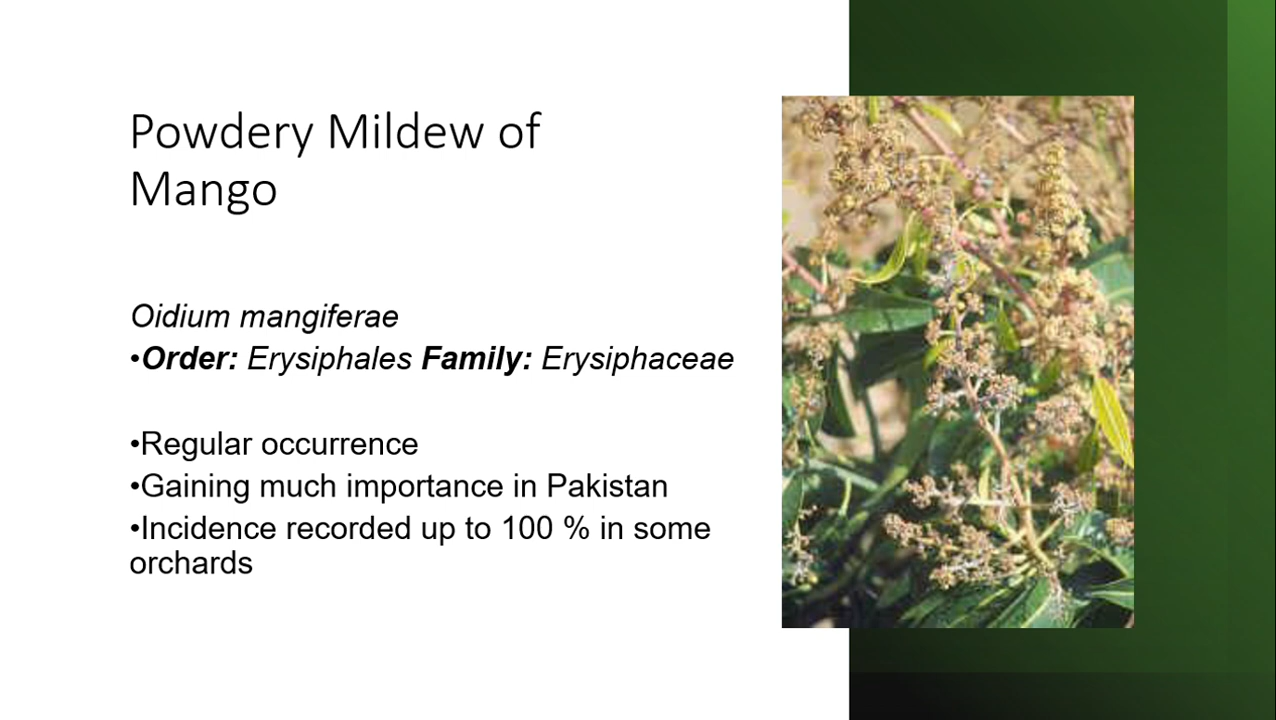 Powdery Mildew of
Mango
Oidium mangiferae
•Order: Erysiphales Family: Erysiphaceae
•Regular occurrence
•Gaining much importance in Pakistan
•Incidence recorded up to 100 % in some
orchards